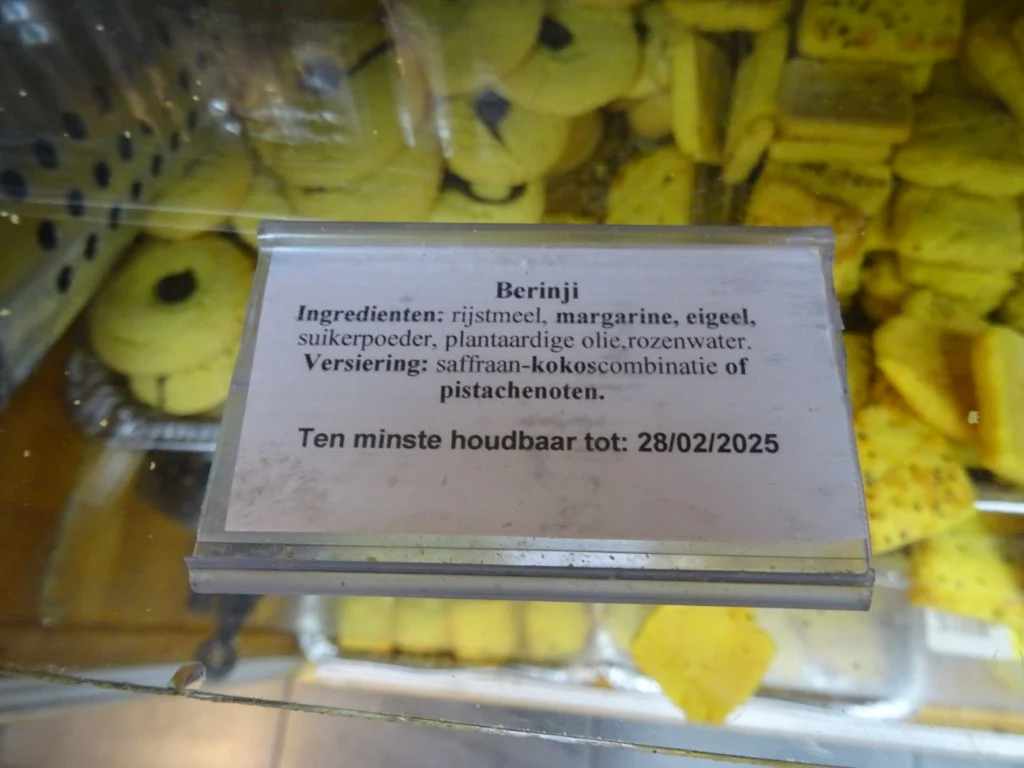 Berinji
Ingredienten: rijstmeel, margarine, eigeel,
suikerpoeder, plantaardige olie,rozenwater.
Versiering: saffraan-kokoscombinatie of
pistachenoten.
Ten minste houdbaar tot: 28/02/2025